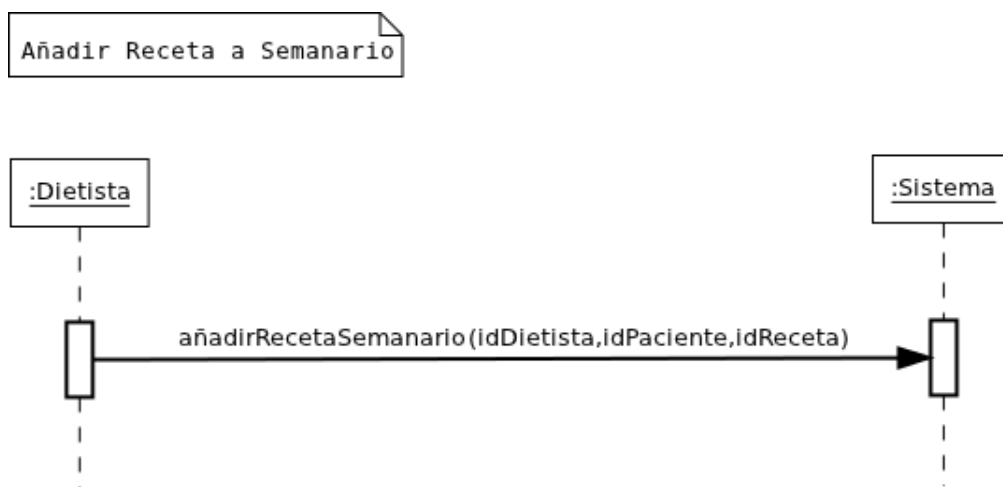 Añadir Receta a Semanario
:Dietista
:Sistema
añadirRecetaSemanario(idDietista,idPaciente,idReceta)